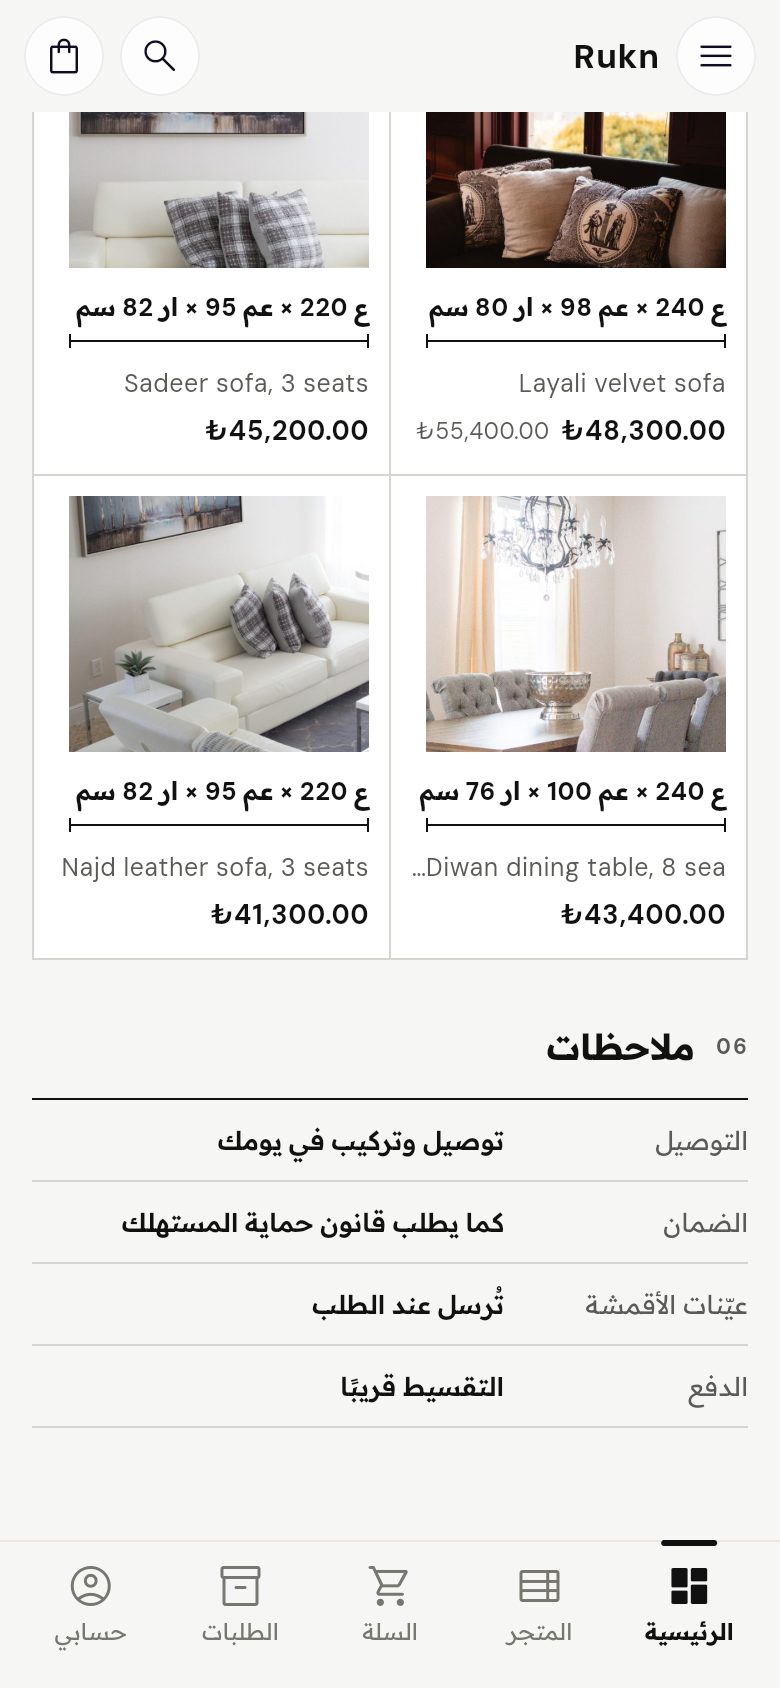 Rukn
ع 240 × عم 98 × ار 80 سم
Layali velvet sofa
₺48,300.00 ₺55,400.00
ع 220 × عم 95 × ار 82 سم
Sadeer sofa, 3 seats
₺45,200.00
ع 240 × عم 100 × ار 76 سم
Diwan dining table, 8 sea...
₺43,400.00
ع 220 × عم 95 × ار 82 سم
Najd leather sofa, 3 seats
₺41,300.00
06 ملاحظات
التوصيل توصيل وتركيب في يومك
الضمان كما يطلب قانون حماية المستهلك
عيّنات الأقمشة تُرسل عند الطلب
الدفع التقسيط قريبًا
الرئيسية المتجر السلة الطلبات حسابي